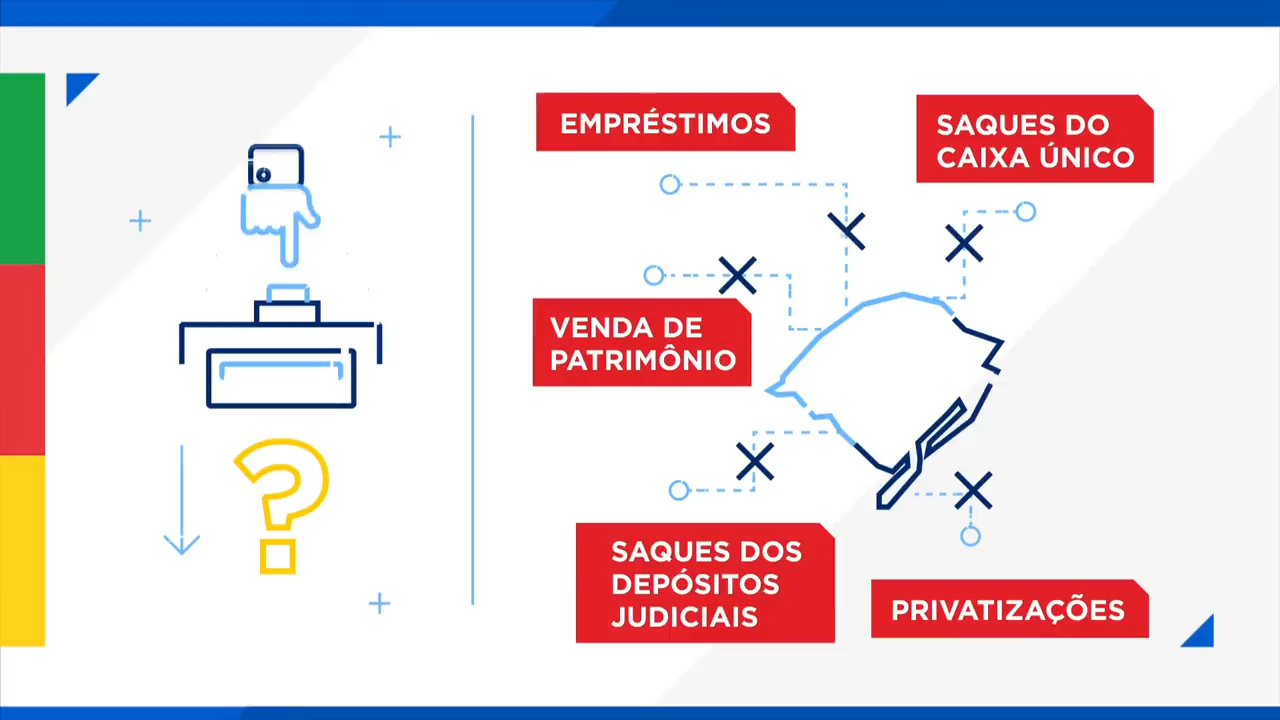 EMPRÉSTIMOS
SAQUES DO
CAIXA ÚNICO
VENDA DE
PATRIMÔNIO
SAQUES DOS
DEPÓSITOS
JUDICIAIS
PRIVATIZAÇÕES
?